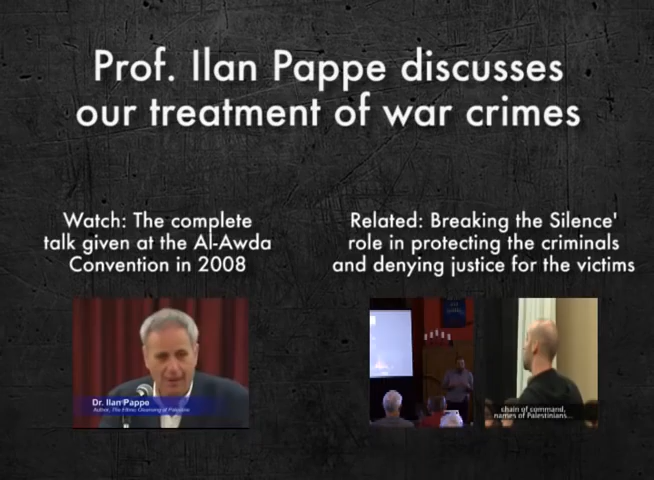 Prof. Ilan Pappe discusses
our treatment of war crimes
Watch: The complete
talk given at the Al-Awda
Convention in 2008
Related: Breaking the Silence'
role in protecting the criminals
and denying justice for the victims
Dr. Ilan Pappe
Author, The Ethnic Cleansing of Palestine
chain of command,
names of Palestinians...